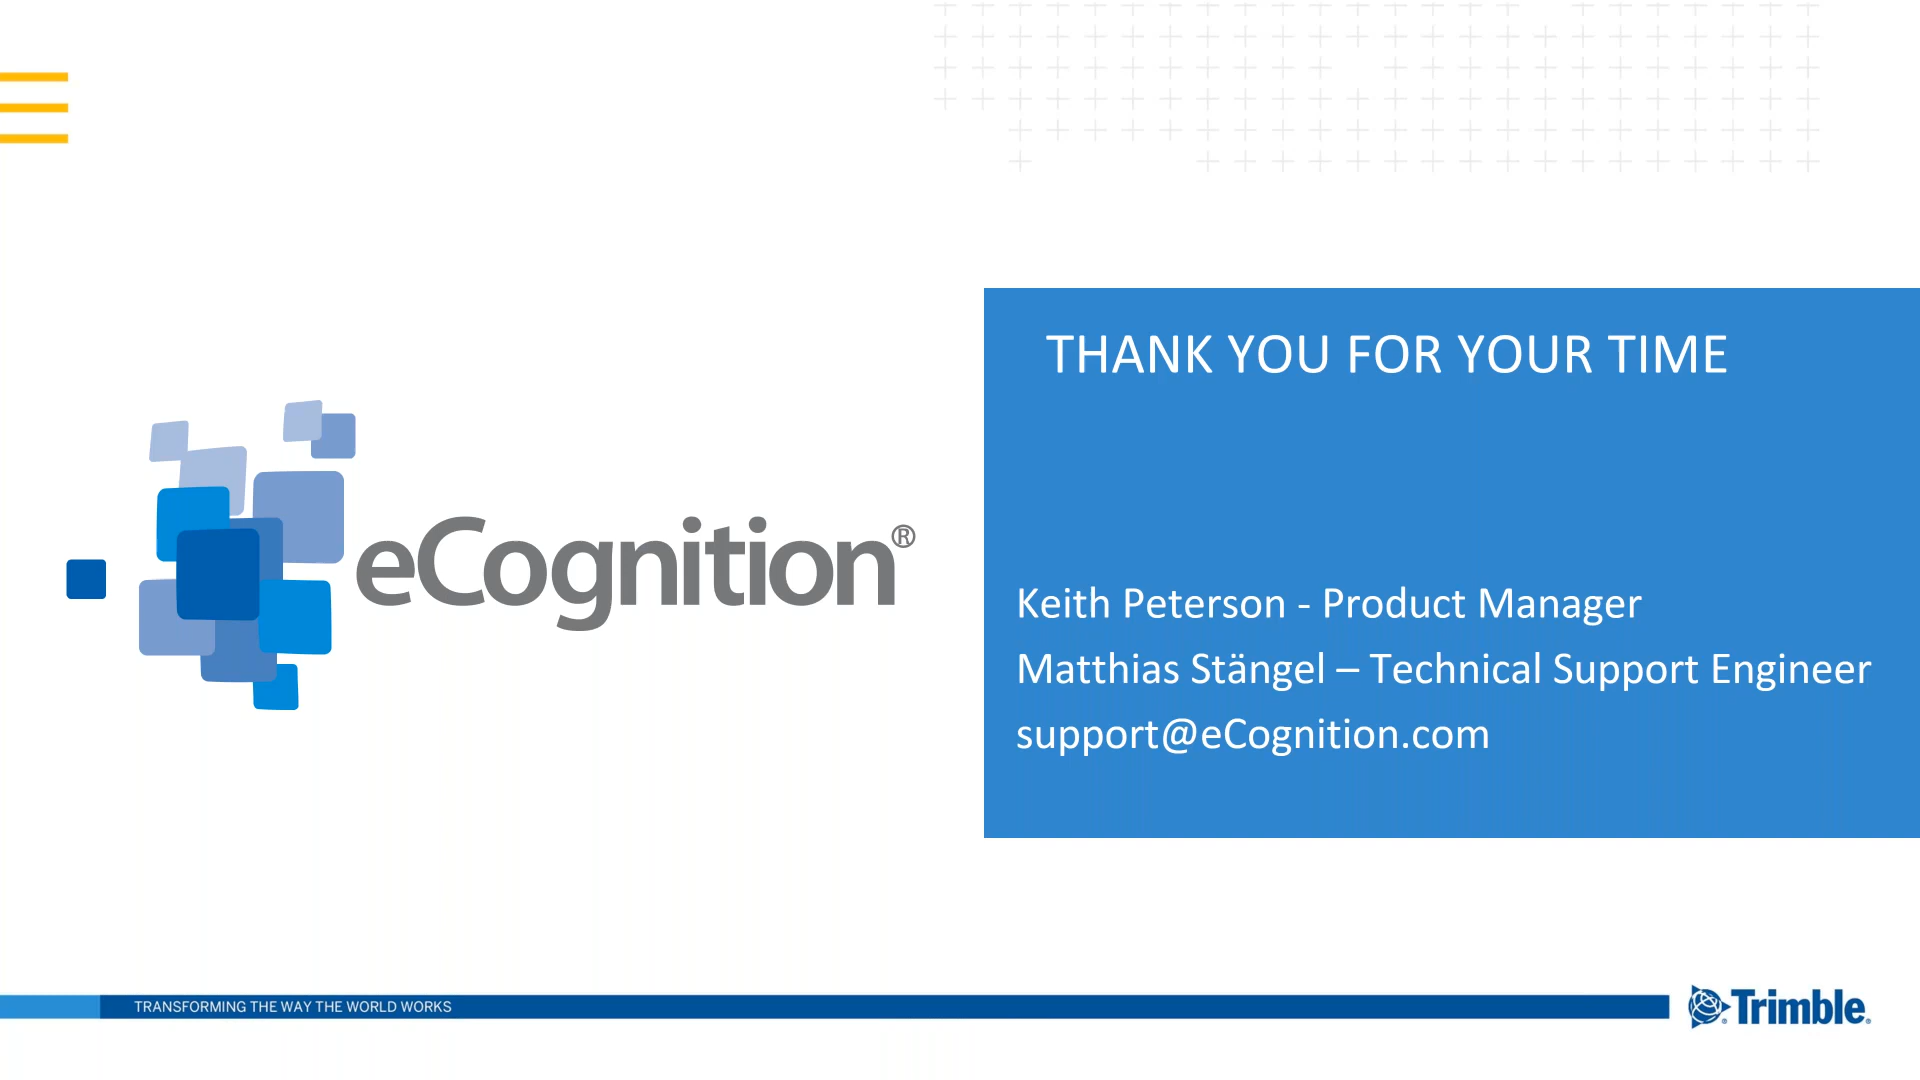 THANK YOU FOR YOUR TIME
eCognition®
Keith Peterson - Product Manager
Matthias Stängel – Technical Support Engineer
support@eCognition.com
TRANSFORMING THE WAY THE WORLD WORKS
Trimble®